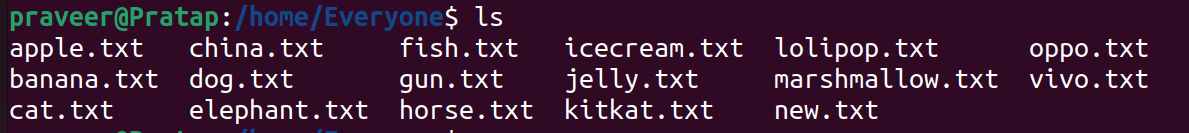 praveer@Pratap:/home/Everyone$ ls
apple.txt china.txt fish.txt icecream.txt lolipop.txt oppo.txt
banana.txt dog.txt gun.txt jelly.txt marshmallow.txt vivo.txt
cat.txt elephant.txt horse.txt kitkat.txt new.txt